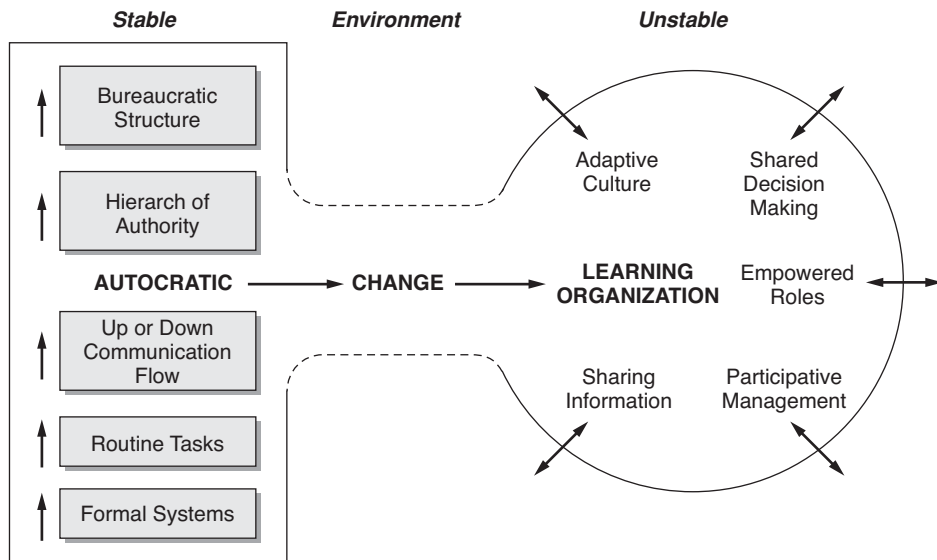 Stable
Environment
Unstable
Bureaucratic
Structure
Hierarch of
Authority
AUTOCRATIC
Up or Down
Communication
Flow
Routine Tasks
Formal Systems
CHANGE
Adaptive
Culture
Shared
Decision
Making
LEARNING
ORGANIZATION
Empowered
Roles
Sharing
Information
Participative
Management